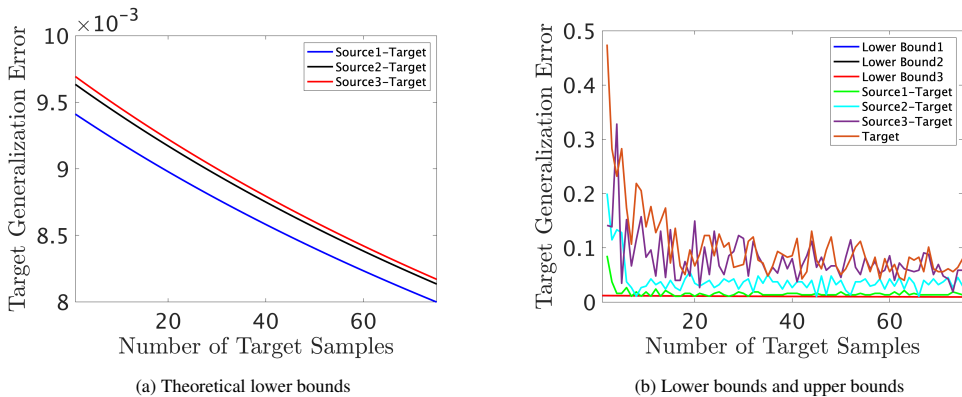 ×10⁻³
10
9.5
9
8.5
8
20
40
60
Target Generalization Error
Number of Target Samples
Source1-Target
Source2-Target
Source3-Target
(a) Theoretical lower bounds
0.5
0.4
0.3
0.2
0.1
0
20
40
60
Target Generalization Error
Number of Target Samples
Lower Bound1
Lower Bound2
Lower Bound3
Source1-Target
Source2-Target
Source3-Target
Target
(b) Lower bounds and upper bounds